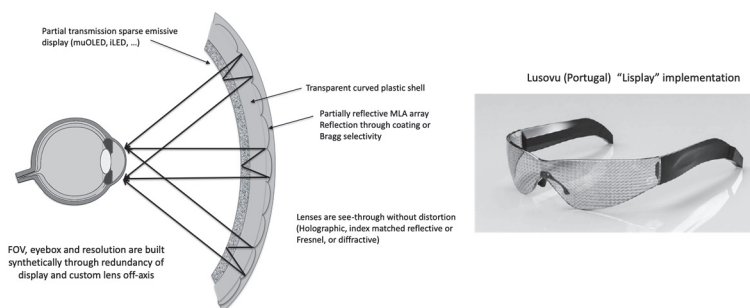 Partial transmission sparse emissive
display (muOLED, iLED, ...)
Transparent curved plastic shell
Partially reflective MLA array
Reflection through coating or
Bragg selectivity
Lenses are see-through without distortion
(Holographic, index matched reflective or
Fresnel, or diffractive)
FOV, eyebox and resolution are built
synthetically through redundancy of
display and custom lens off-axis
Lusovu (Portugal) “Lisplay” implementation